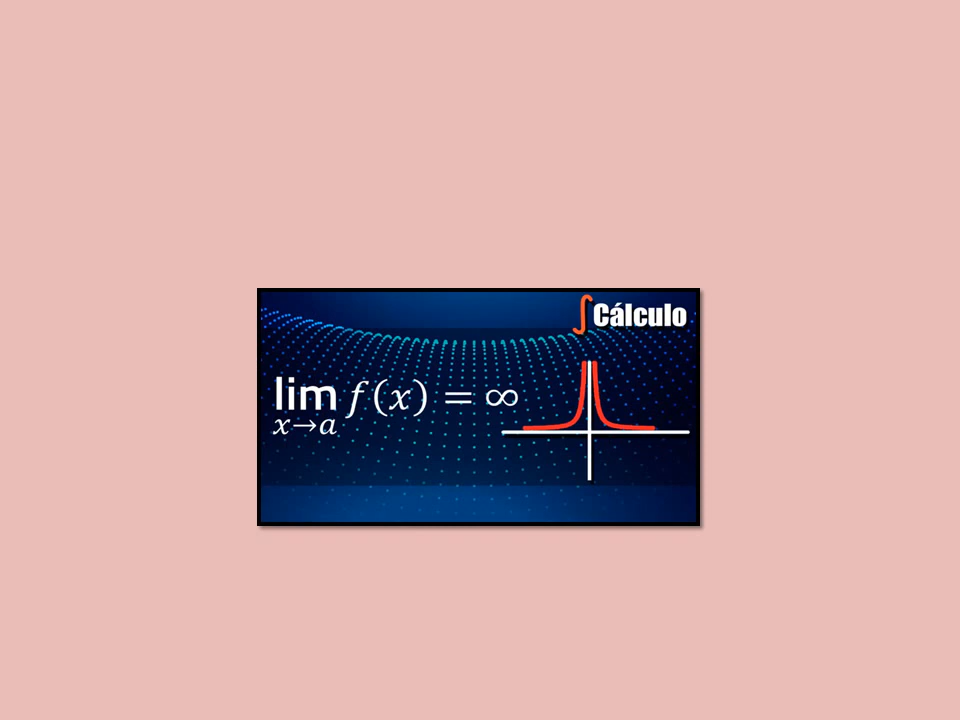 ∫Cálculo
lim f(x) = ∞
x→a